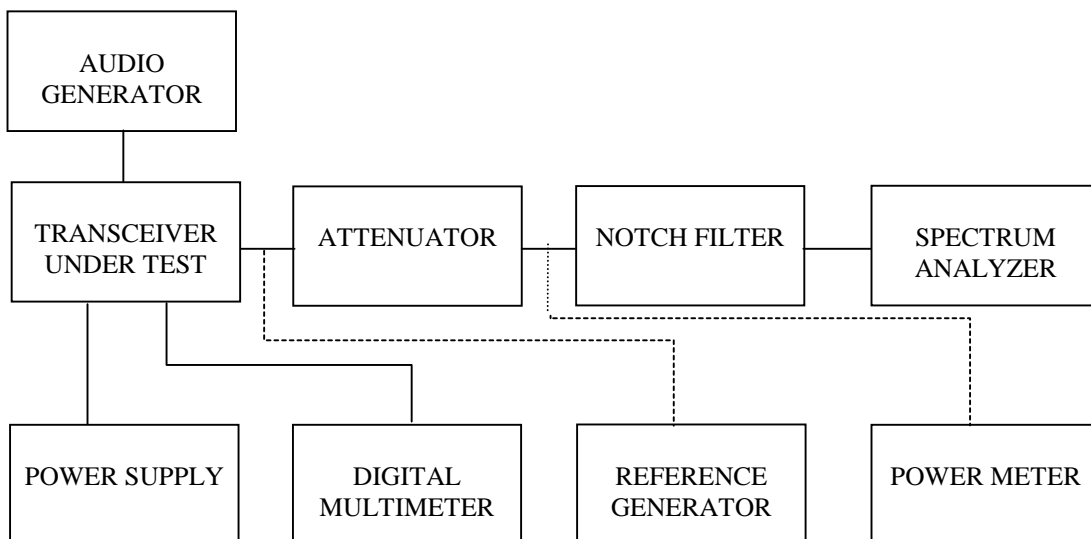 AUDIO
GENERATOR
TRANSCEIVER
UNDER TEST
ATTENUATOR
NOTCH FILTER
SPECTRUM
ANALYZER
POWER SUPPLY
DIGITAL
MULTIMETER
REFERENCE
GENERATOR
POWER METER